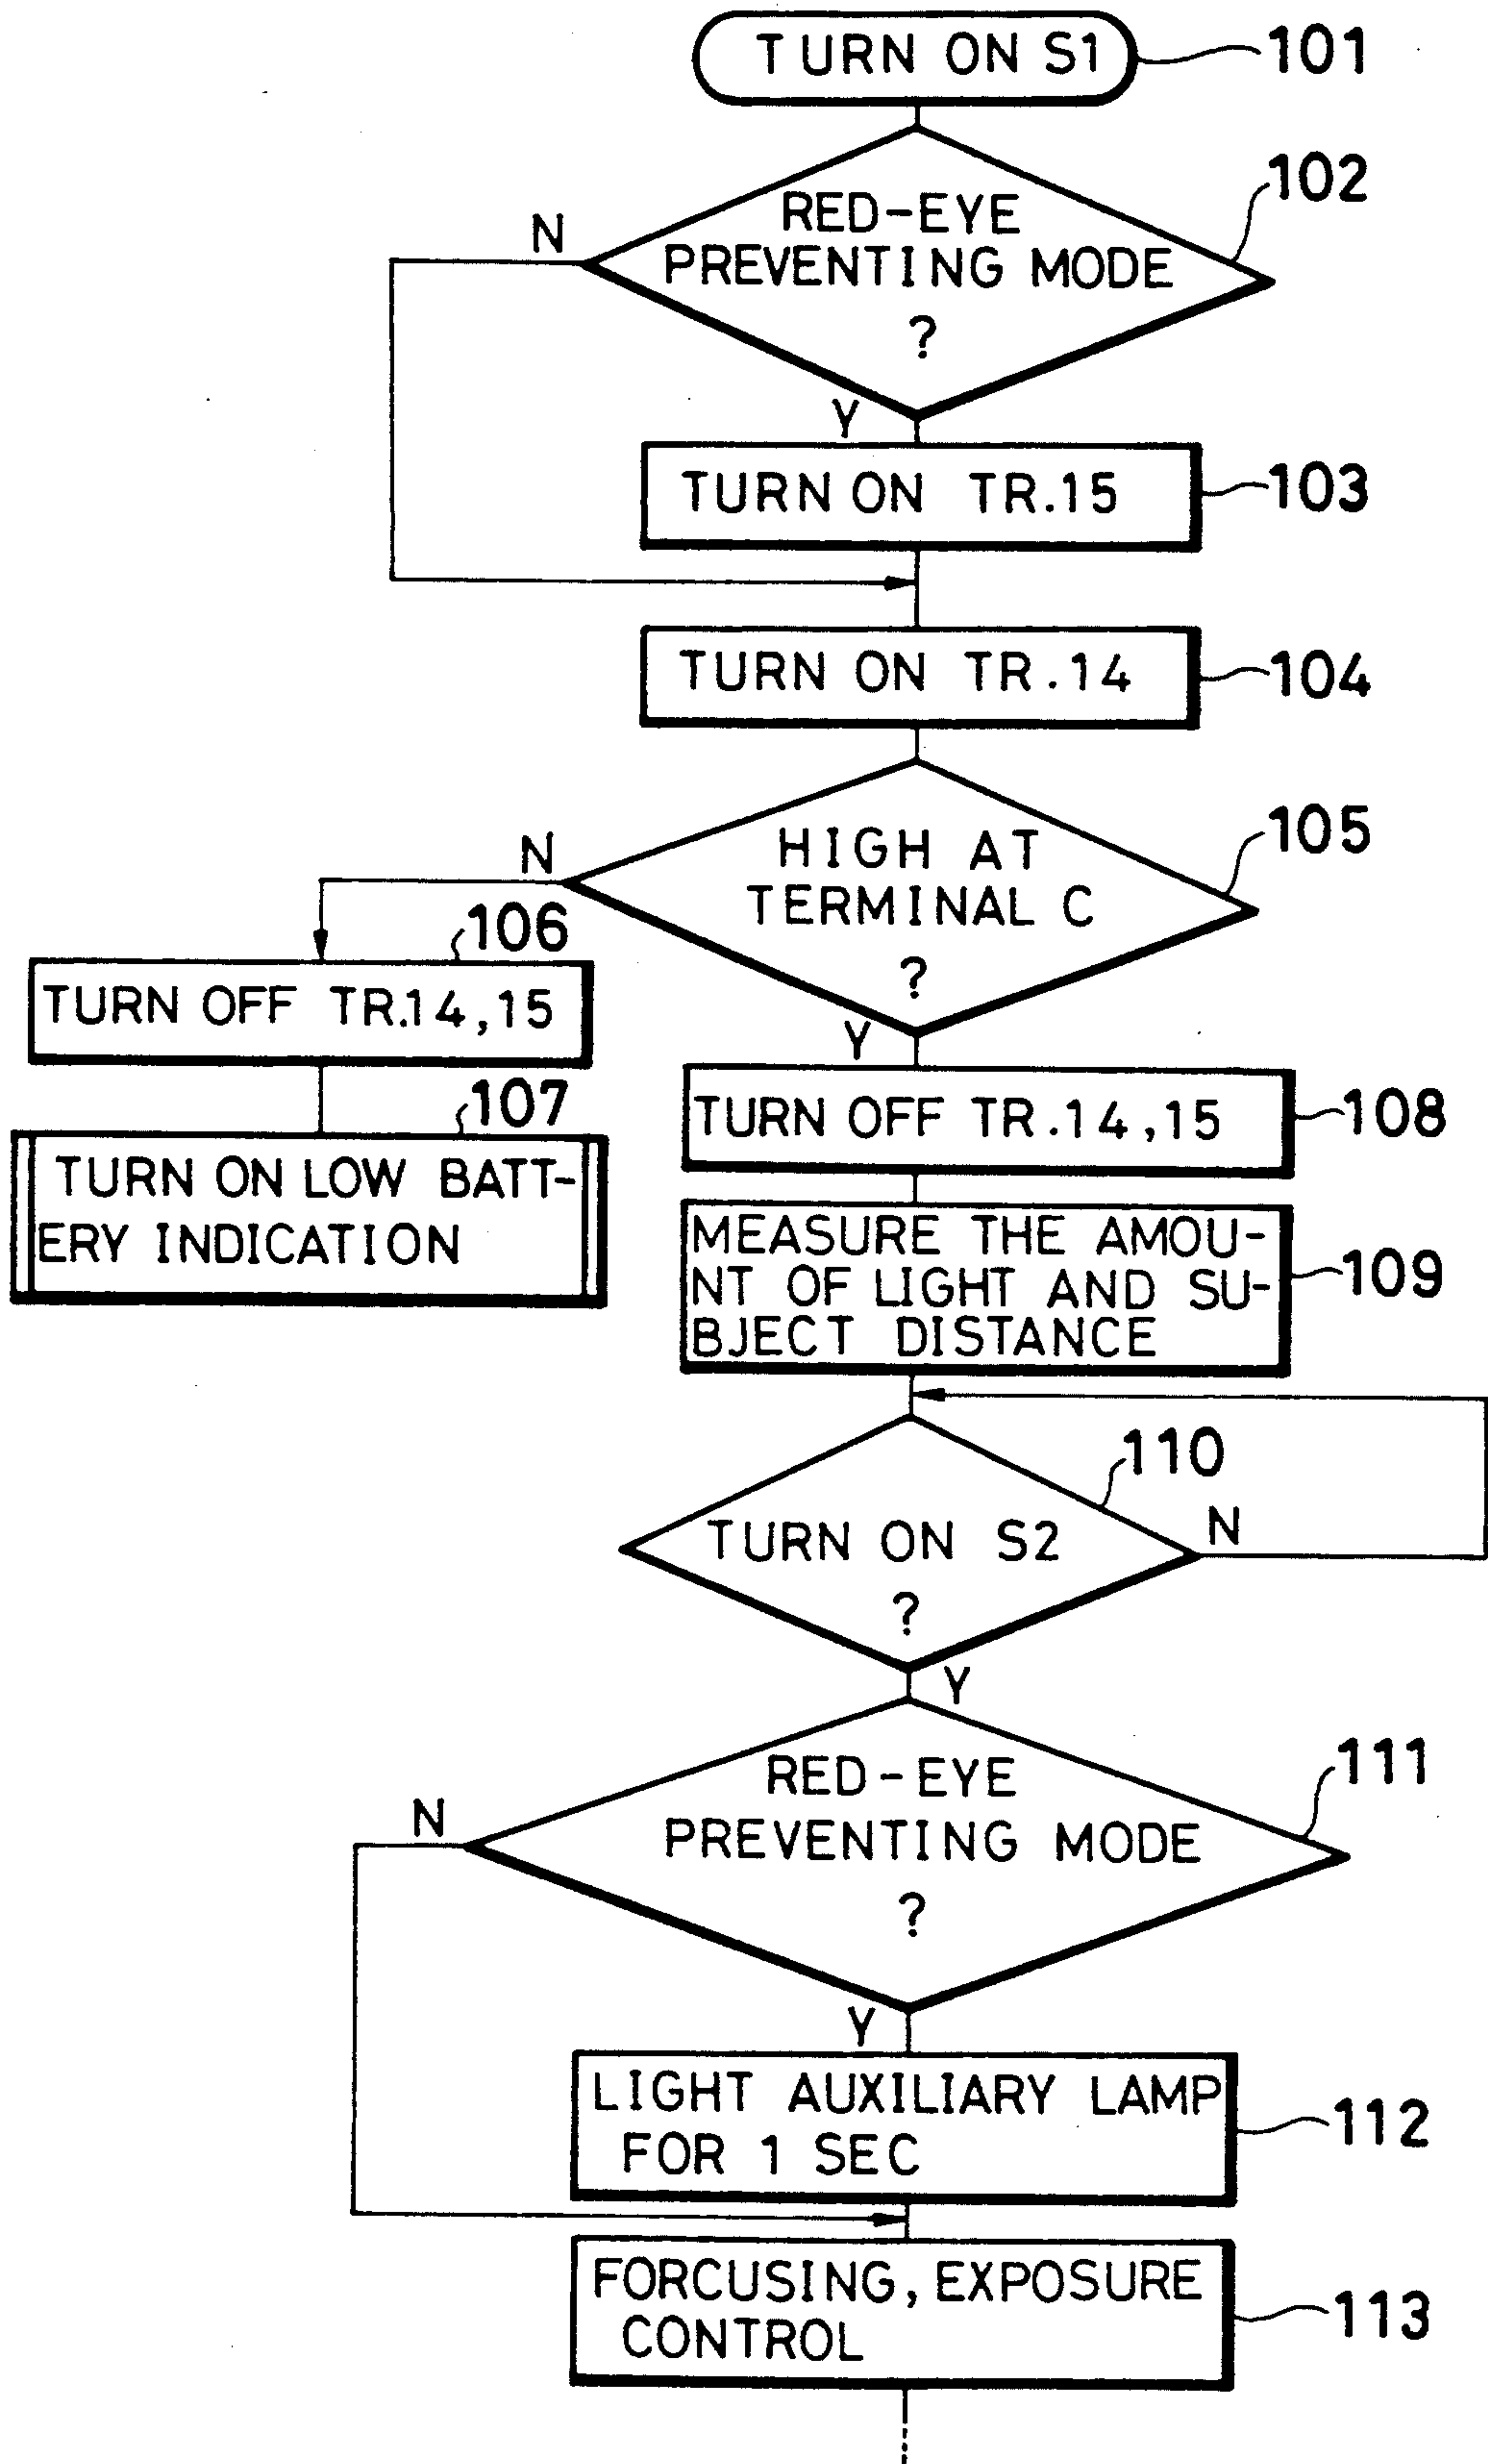 TURN ON S1
101
102
RED-EYE
PREVENTING MODE
?
N
Y
TURN ON TR.15
103
TURN ON TR.14
104
105
HIGH AT
TERMINAL C
?
N
Y
106
TURN OFF TR.14,15
107
TURN ON LOW BATT-
ERY INDICATION
TURN OFF TR.14,15
108
MEASURE THE AMOU-
NT OF LIGHT AND SU-
BJECT DISTANCE
109
110
TURN ON S2
?
N
Y
111
RED-EYE
PREVENTING MODE
?
N
Y
LIGHT AUXILIARY LAMP
FOR 1 SEC
112
FORCUSING, EXPOSURE
CONTROL
113